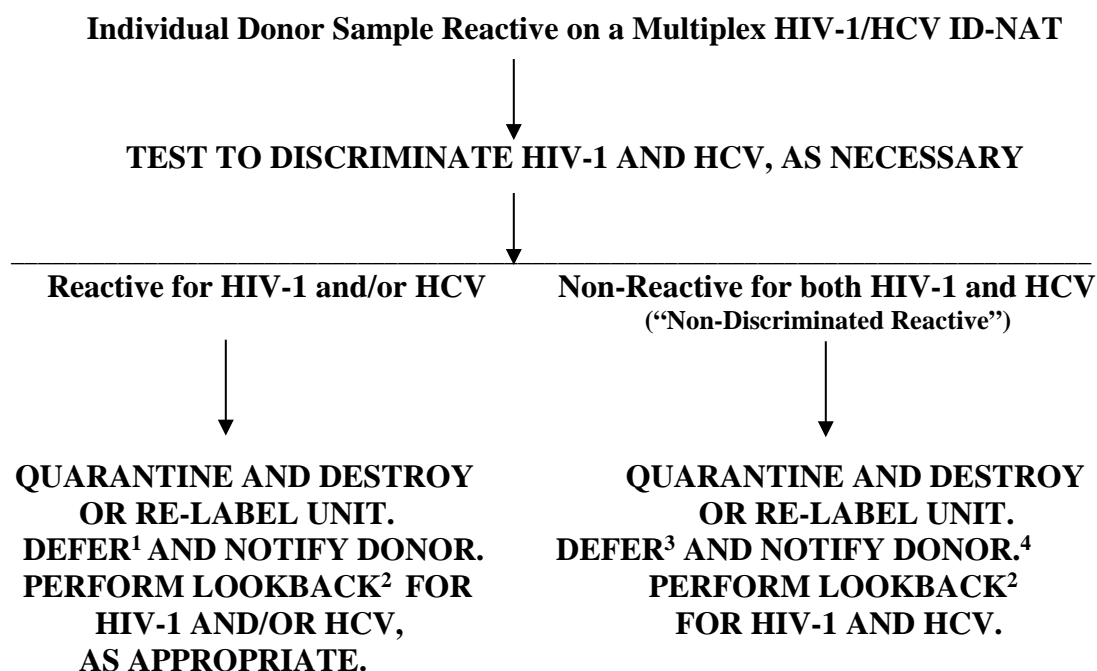 Individual Donor Sample Reactive on a Multiplex HIV-1/HCV ID-NAT
TEST TO DISCRIMINATE HIV-1 AND HCV, AS NECESSARY
Reactive for HIV-1 and/or HCV
QUARANTINE AND DESTROY
OR RE-LABEL UNIT.
DEFER¹ AND NOTIFY DONOR.
PERFORM LOOKBACK² FOR
HIV-1 AND/OR HCV,
AS APPROPRIATE.
Non-Reactive for both HIV-1 and HCV
(“Non-Discriminated Reactive”)
QUARANTINE AND DESTROY
OR RE-LABEL UNIT.
DEFER³ AND NOTIFY DONOR.⁴
PERFORM LOOKBACK²
FOR HIV-1 AND HCV.